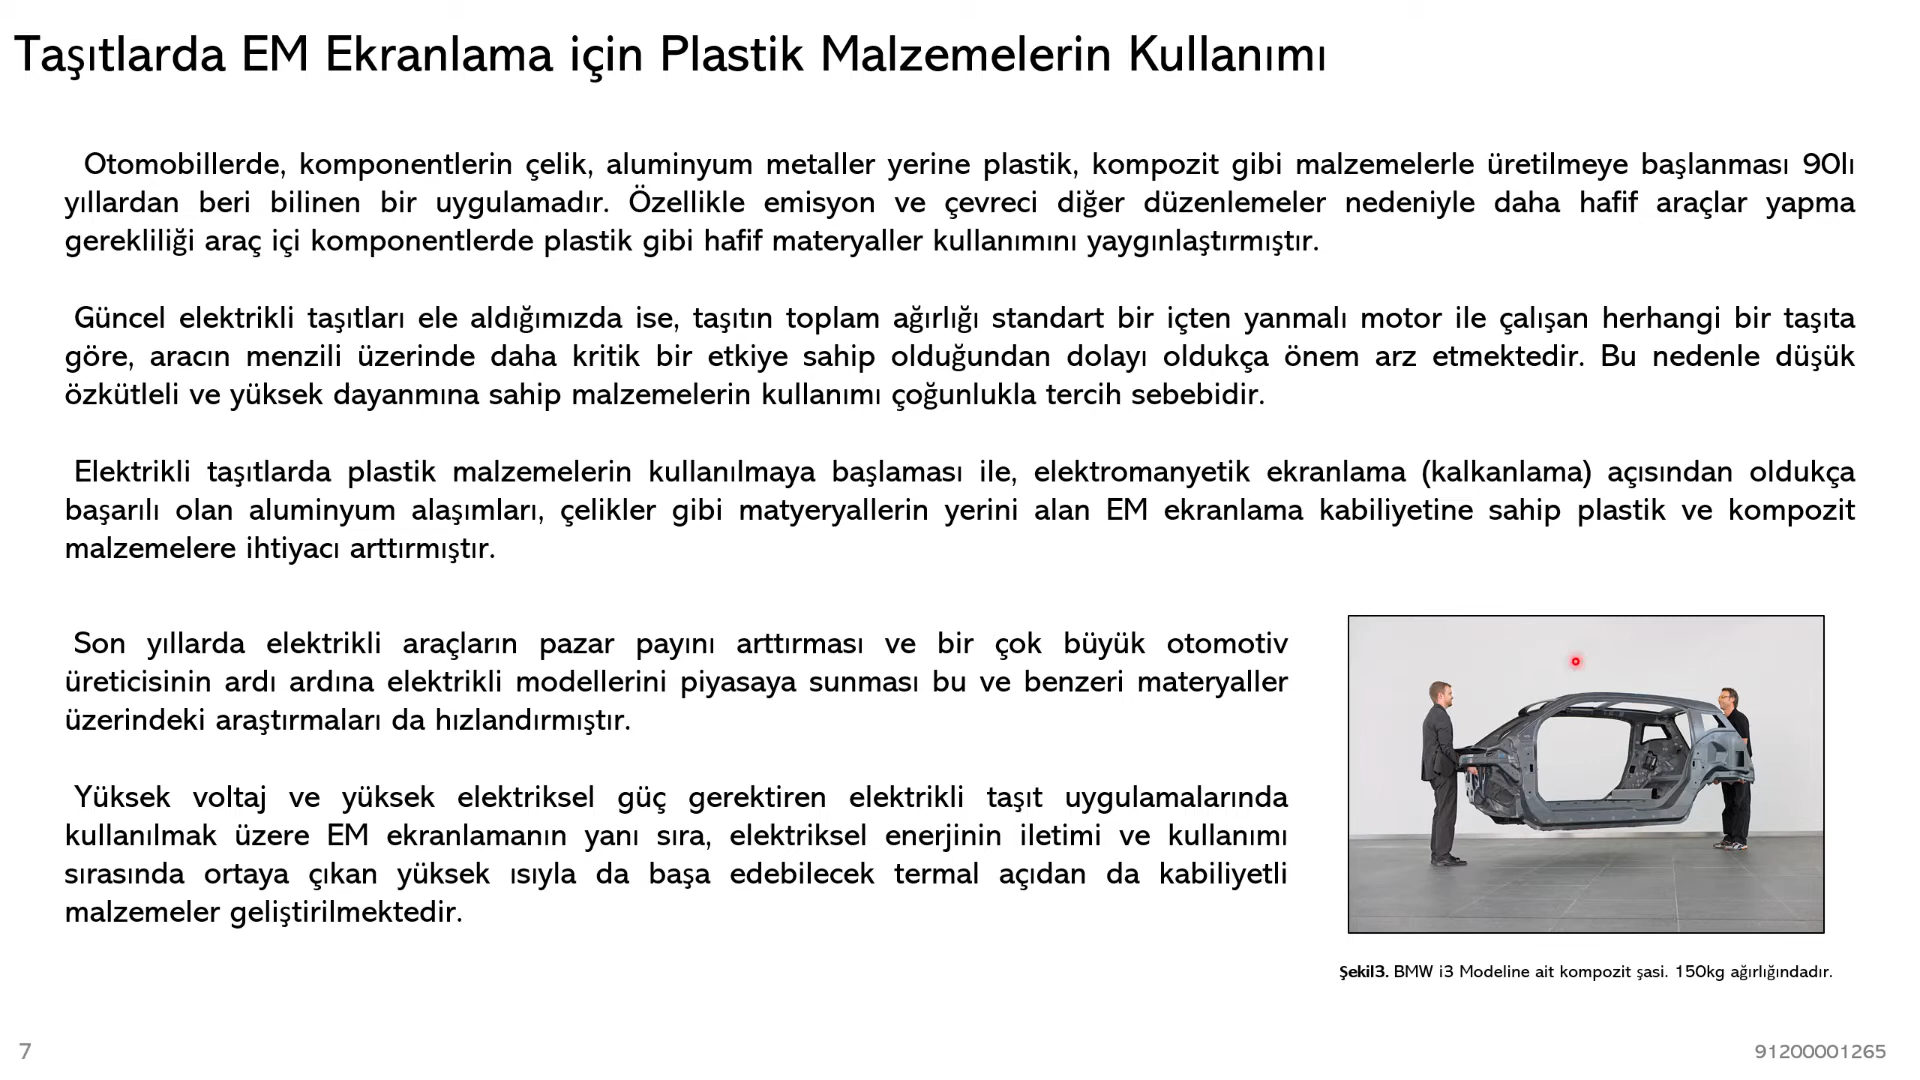 Taşıtlarda EM Ekranlama için Plastik Malzemelerin Kullanımı
Otomobillerde, komponentlerin çelik, aluminyum metaller yerine plastik, kompozit gibi malzemelerle üretilmeye başlanması 90lı
yıllardan beri bilinen bir uygulamadır. Özellikle emisyon ve çevreci diğer düzenlemeler nedeniyle daha hafif araçlar yapma
gerekliliği araç içi komponentlerde plastik gibi hafif materyaller kullanımını yaygınlaştırmıştır.
Güncel elektrikli taşıtları ele aldığımızda ise, taşıtın toplam ağırlığı standart bir içten yanmalı motor ile çalışan herhangi bir taşıta
göre, aracın menzili üzerinde daha kritik bir etkiye sahip olduğundan dolayı oldukça önem arz etmektedir. Bu nedenle düşük
özkütleli ve yüksek dayanmına sahip malzemelerin kullanımı çoğunlukla tercih sebebidir.
Elektrikli taşıtlarda plastik malzemelerin kullanılmaya başlaması ile, elektromanyetik ekranlama (kalkanlama) açısından oldukça
başarılı olan aluminyum alaşımları, çelikler gibi matyeryallerin yerini alan EM ekranlama kabiliyetine sahip plastik ve kompozit
malzemelere ihtiyacı arttırmıştır.
Son yıllarda elektrikli araçların pazar payını arttırması ve bir çok büyük otomotiv
üreticisinin ardı ardına elektrikli modellerini piyasaya sunması bu ve benzeri materyaller
üzerindeki araştırmaları da hızlandırmıştır.
Yüksek voltaj ve yüksek elektriksel güç gerektiren elektrikli taşıt uygulamalarında
kullanılmak üzere EM ekranlamanın yanı sıra, elektriksel enerjinin iletimi ve kullanımı
sırasında ortaya çıkan yüksek ısıyla da başa edebilecek termal açıdan da kabiliyetli
malzemeler geliştirilmektedir.
Şekil3. BMW i3 Modeline ait kompozit şasi. 150kg ağırlığındadır.
7
91200001265